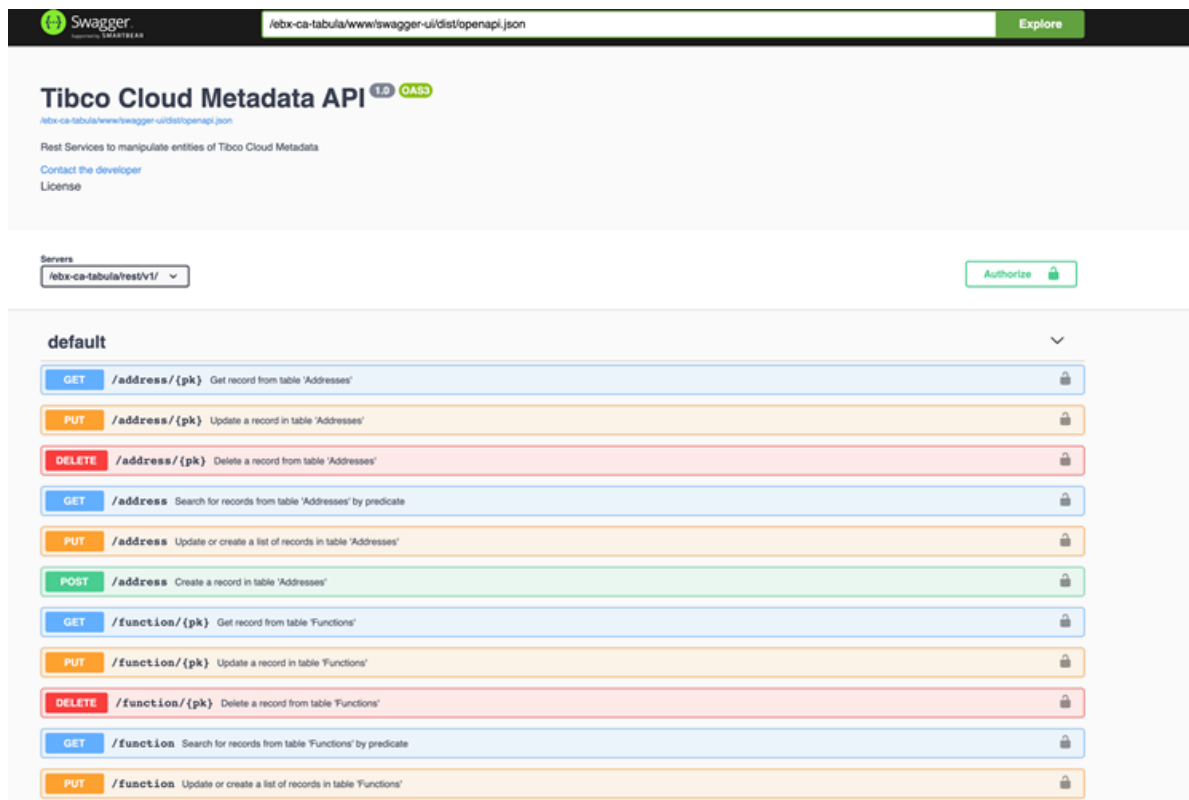 Swagger.
Supported by SMARTBEAR
/ebx-ca-tabula/www/swagger-ui/dist/openapi.json
Explore
Tibco Cloud Metadata API 1.0 OAS3
/ebx-ca-tabula/www/swagger-ui/dist/openapi.json
Rest Services to manipulate entities of Tibco Cloud Metadata
Contact the developer
License
Servers
/ebx-ca-tabula/rest/v1/
Authorize
default
GET /address/{pk} Get record from table 'Addresses'
PUT /address/{pk} Update a record in table 'Addresses'
DELETE /address/{pk} Delete a record from table 'Addresses'
GET /address Search for records from table 'Addresses' by predicate
PUT /address Update or create a list of records in table 'Addresses'
POST /address Create a record in table 'Addresses'
GET /function/{pk} Get record from table 'Functions'
PUT /function/{pk} Update a record in table 'Functions'
DELETE /function/{pk} Delete a record from table 'Functions'
GET /function Search for records from table 'Functions' by predicate
PUT /function Update or create a list of records in table 'Functions'